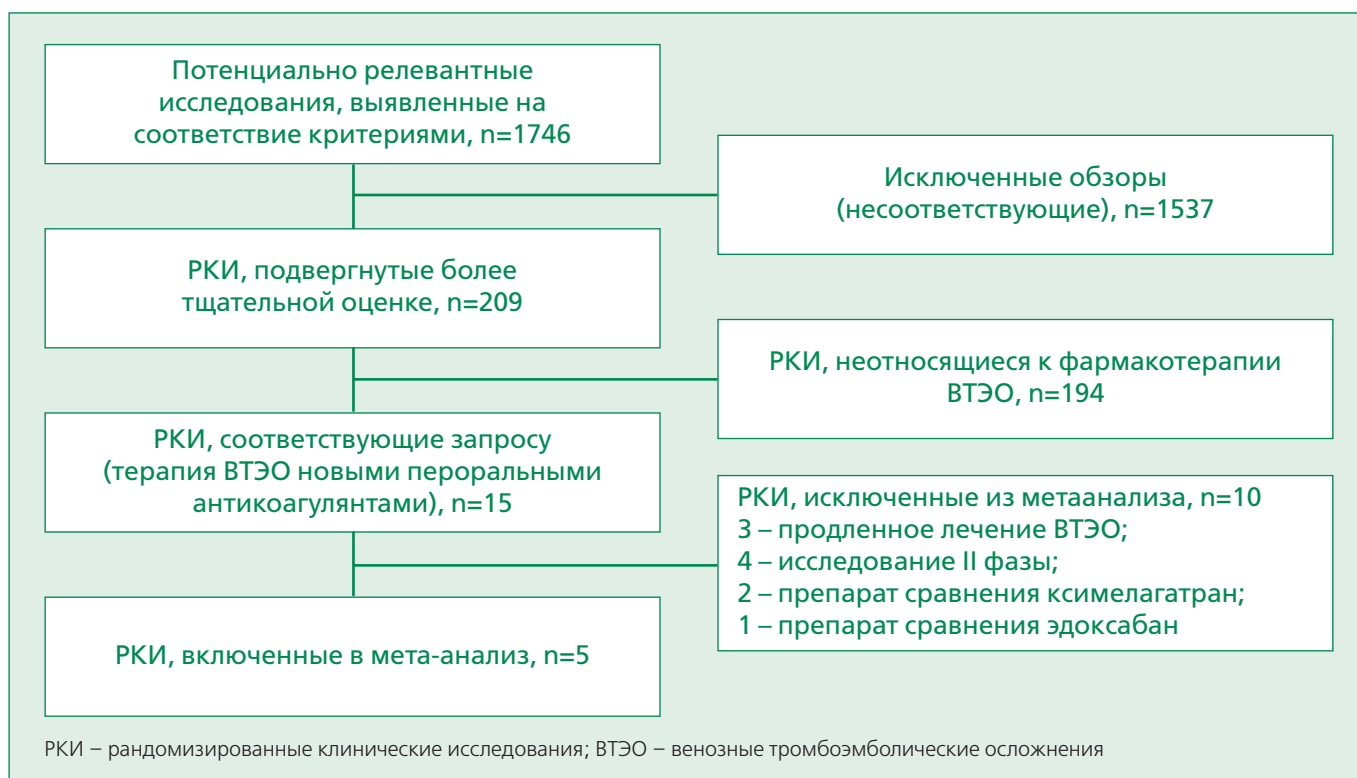 Потенциально релевантные
исследования, выявленные на
соответствие критериями, n=1746
Исключенные обзоры
(несоответствующие), n=1537
РКИ, подвергнутые более
тщательной оценке, n=209
РКИ, неотносящиеся к фармакотерапии
ВТЭО, n=194
РКИ, соответствующие запросу
(терапия ВТЭО новыми пероральными
антикоагулянтами), n=15
РКИ, исключенные из метаанализа, n=10
3 – продленное лечение ВТЭО;
4 – исследование II фазы;
2 – препарат сравнения ксимелагатран;
1 – препарат сравнения эдоксабан
РКИ, включенные в мета-анализ, n=5
РКИ – рандомизированные клинические исследования; ВТЭО – венозные тромбоэмболические осложнения